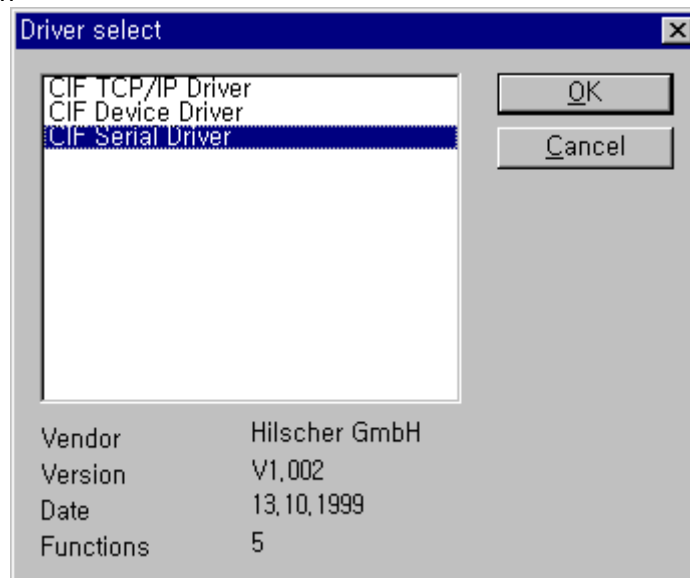 Driver select
CIF TCP/IP Driver
CIF Device Driver
CIF Serial Driver
OK
Cancel
Vendor Hilscher GmbH
Version V1,002
Date 13,10,1999
Functions 5